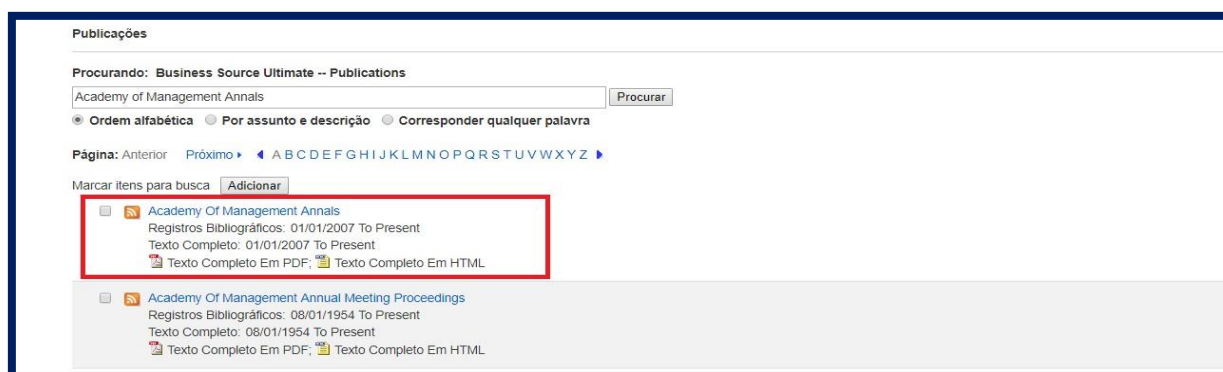 Publicações
Procurando: Business Source Ultimate -- Publications
Academy of Management Annals Procurar
Ordem alfabética Por assunto e descrição Corresponder qualquer palavra
Página: Anterior Próximo A B C D E F G H I J K L M N O P Q R S T U V W X Y Z
Marcar itens para busca Adicionar
Academy Of Management Annals
Registros Bibliográficos: 01/01/2007 To Present
Texto Completo: 01/01/2007 To Present
Texto Completo Em PDF; Texto Completo Em HTML
Academy Of Management Annual Meeting Proceedings
Registros Bibliográficos: 08/01/1954 To Present
Texto Completo: 08/01/1954 To Present
Texto Completo Em PDF; Texto Completo Em HTML